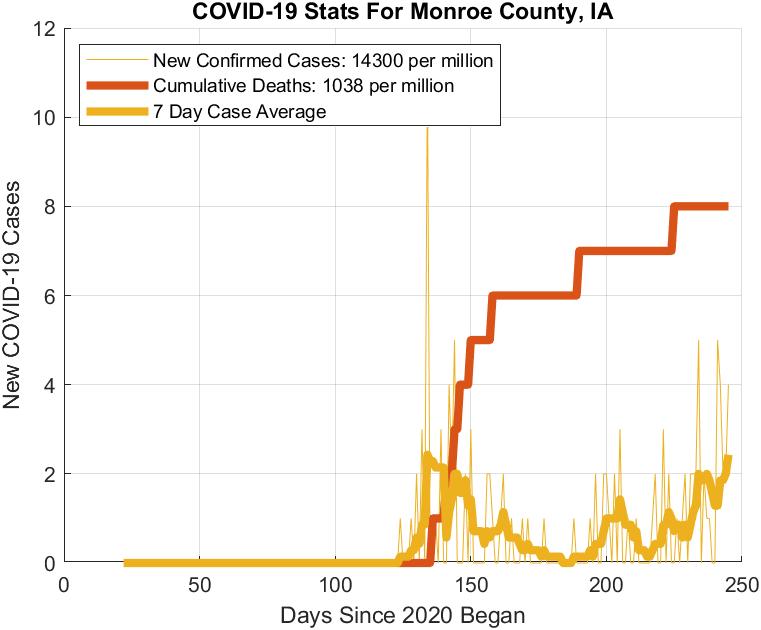 COVID-19 Stats For Monroe County, IA
New Confirmed Cases: 14300 per million
Cumulative Deaths: 1038 per million
7 Day Case Average
New COVID-19 Cases
12
10
8
6
4
2
0
0 50 100 150 200 250
Days Since 2020 Began